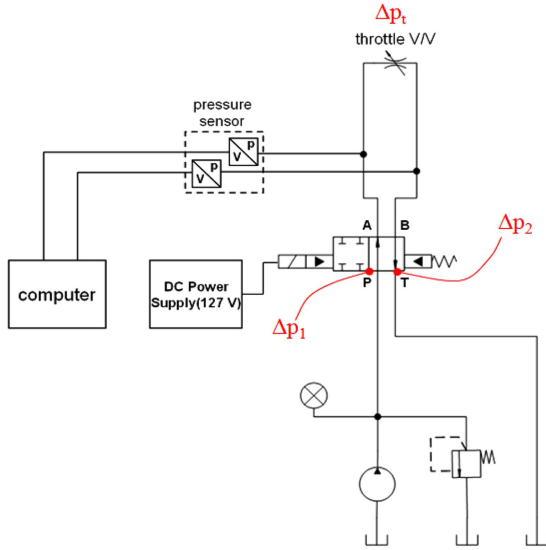 Δpt
throttle V/V
pressure
sensor
p
V
p
V
A
B
Δp2
computer
DC Power
Supply(127 V)
P
T
Δp1